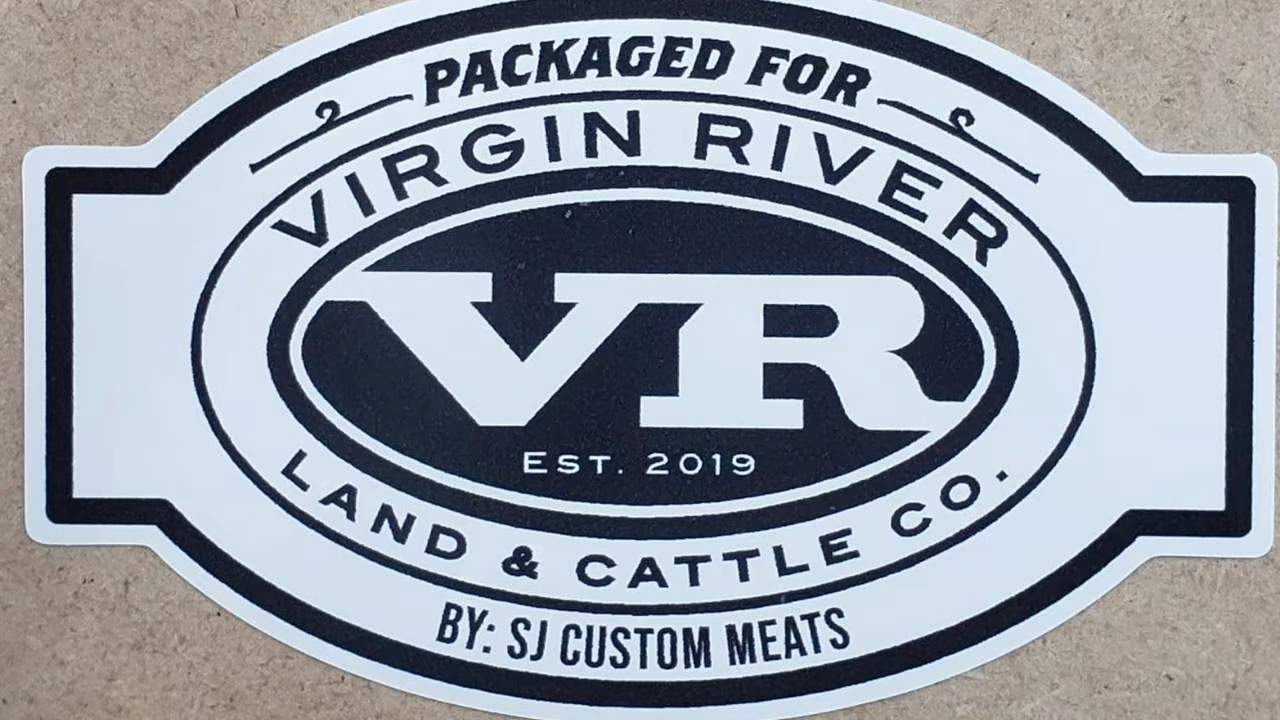 PACKAGED FOR
VIRGIN RIVER
VR
EST. 2019
LAND & CATTLE CO.
BY: SJ CUSTOM MEATS